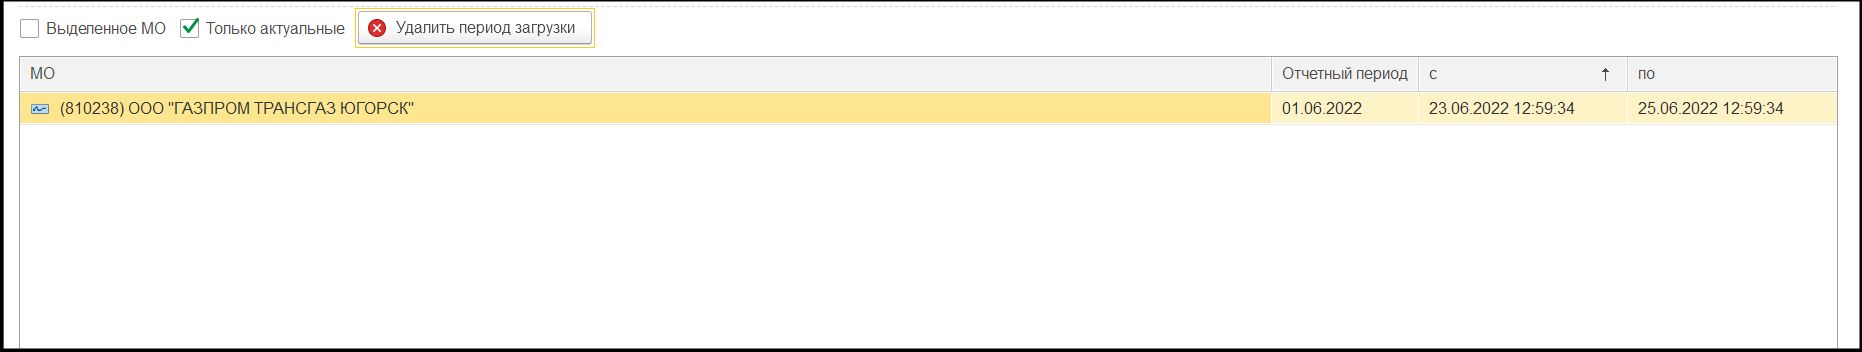 Выделенное МО Только актуальные Удалить период загрузки
МО Отчетный период с по
(810238) ООО "ГАЗПРОМ ТРАНСГАЗ ЮГОРСК" 01.06.2022 23.06.2022 12:59:34 25.06.2022 12:59:34